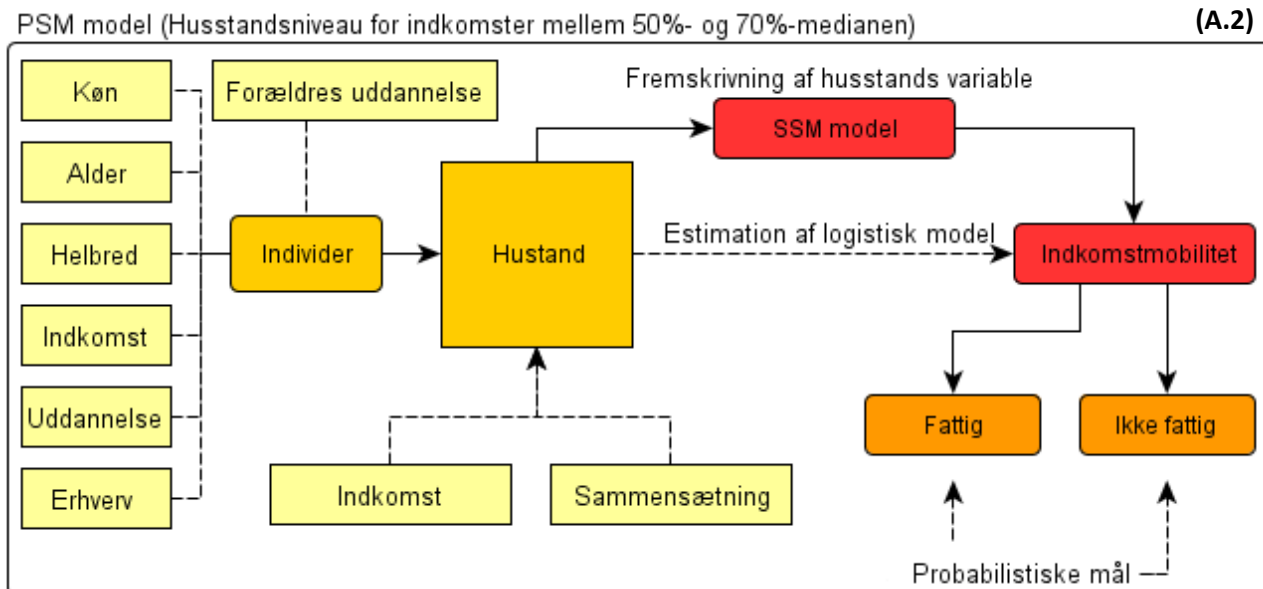 PSM model (Husstandsniveau for indkomster mellem 50%- og 70%-medianen)
(A.2)
Køn
Alder
Helbred
Indkomst
Uddannelse
Erhverv
Forældres uddannelse
Individer
Hustand
Indkomst
Sammensætning
Fremskrivning af husstands variable
SSM model
Estimation af logistisk model
Indkomstmobilitet
Fattig
Ikke fattig
Probabilistiske mål